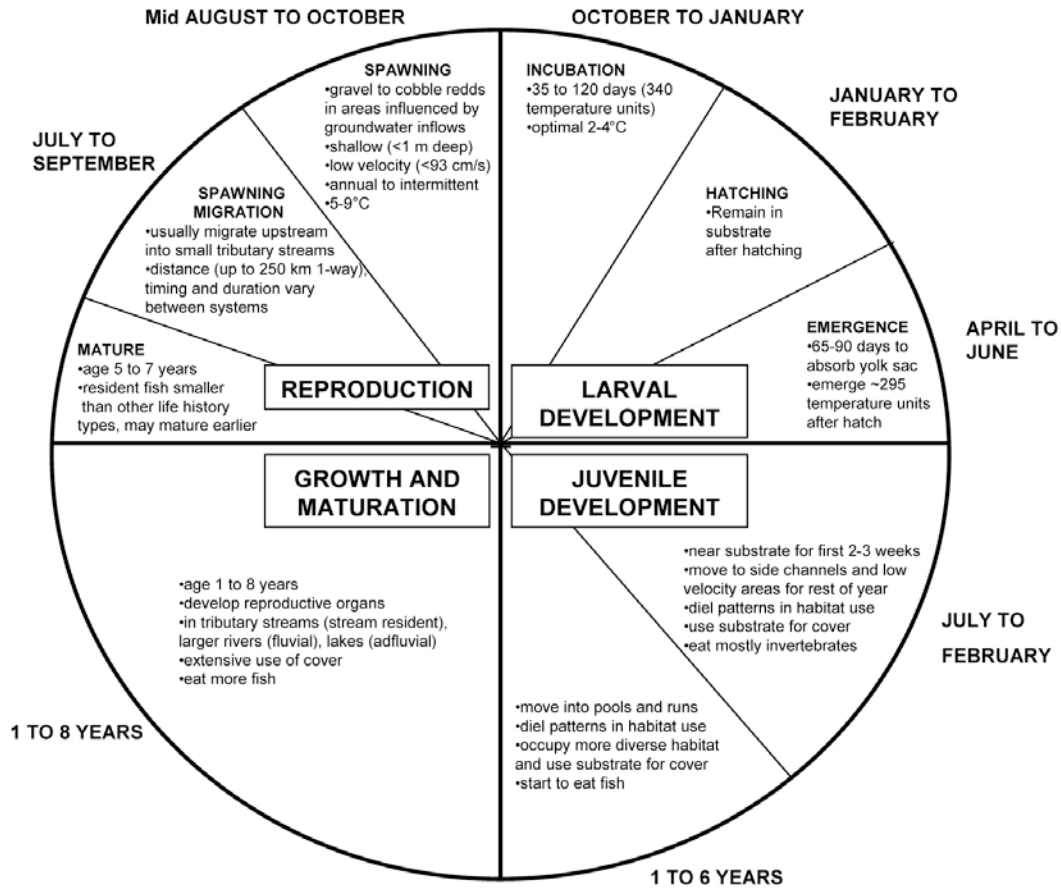 Mid AUGUST TO OCTOBER
OCTOBER TO JANUARY
SPAWNING
•gravel to cobble redds
in areas influenced by
groundwater inflows
•shallow (<1 m deep)
•low velocity (<93 cm/s)
•annual to intermittent
•5-9°C
INCUBATION
•35 to 120 days (340
temperature units)
•optimal 2-4°C
JANUARY TO
FEBRUARY
JULY TO
SEPTEMBER
SPAWNING
MIGRATION
•usually migrate upstream
into small tributary streams
•distance (up to 250 km 1-way),
timing and duration vary
between systems
HATCHING
•Remain in
substrate
after hatching
MATURE
•age 5 to 7 years
•resident fish smaller
than other life history
types, may mature earlier
EMERGENCE
•65-90 days to
absorb yolk sac
•emerge ~295
temperature units
after hatch
APRIL TO
JUNE
REPRODUCTION
LARVAL
DEVELOPMENT
GROWTH AND
MATURATION
JUVENILE
DEVELOPMENT
•near substrate for first 2-3 weeks
•move to side channels and low
velocity areas for rest of year
•diel patterns in habitat use
•use substrate for cover
•eat mostly invertebrates
JULY TO
FEBRUARY
•age 1 to 8 years
•develop reproductive organs
•in tributary streams (stream resident),
larger rivers (fluvial), lakes (adfluvial)
•extensive use of cover
•eat more fish
•move into pools and runs
•diel patterns in habitat use
•occupy more diverse habitat
and use substrate for cover
•start to eat fish
1 TO 8 YEARS
1 TO 6 YEARS